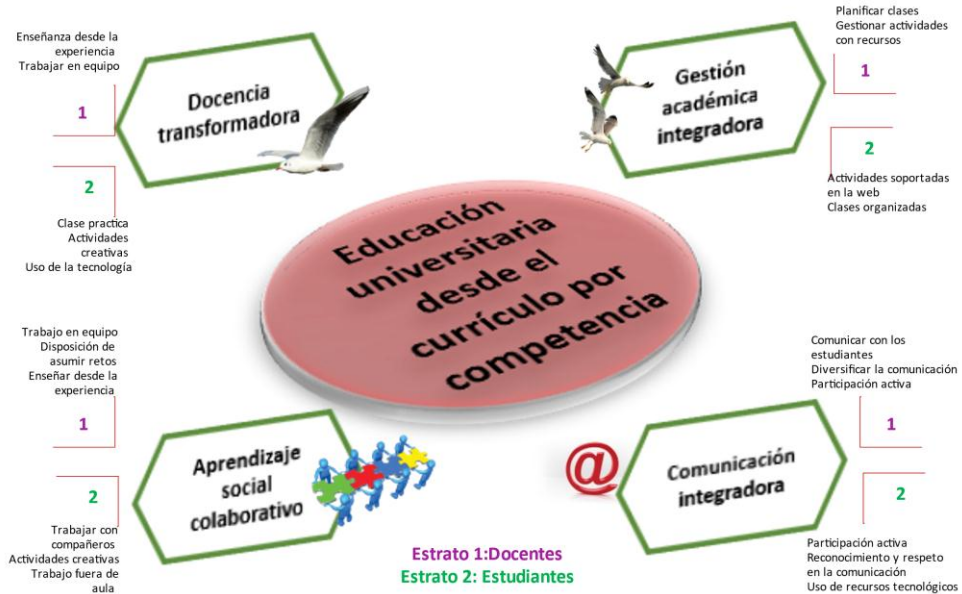 Enseñanza desde la
experiencia
Trabajar en equipo
1
2
Clase practica
Actividades
creativas
Uso de la tecnología
Docencia
transformadora
Planificar clases
Gestionar actividades
con recursos
1
2
Actividades soportadas
en la web
Clases organizadas
Gestión
académica
integradora
Educación
universitaria
desde el
currículo por
competencia
Trabajo en equipo
Disposición de
asumir retos
Enseñar desde la
experiencia
1
2
Trabajar con
compañeros
Actividades creativas
Trabajo fuera de
aula
Aprendizaje
social
colaborativo
Comunicar con los
estudiantes
Diversificar la comunicación
Participación activa
1
2
Participación activa
Reconocimiento y respeto
en la comunicación
Uso de recursos tecnológicos
@
Comunicación
integradora
Estrato 1:Docentes
Estrato 2: Estudiantes